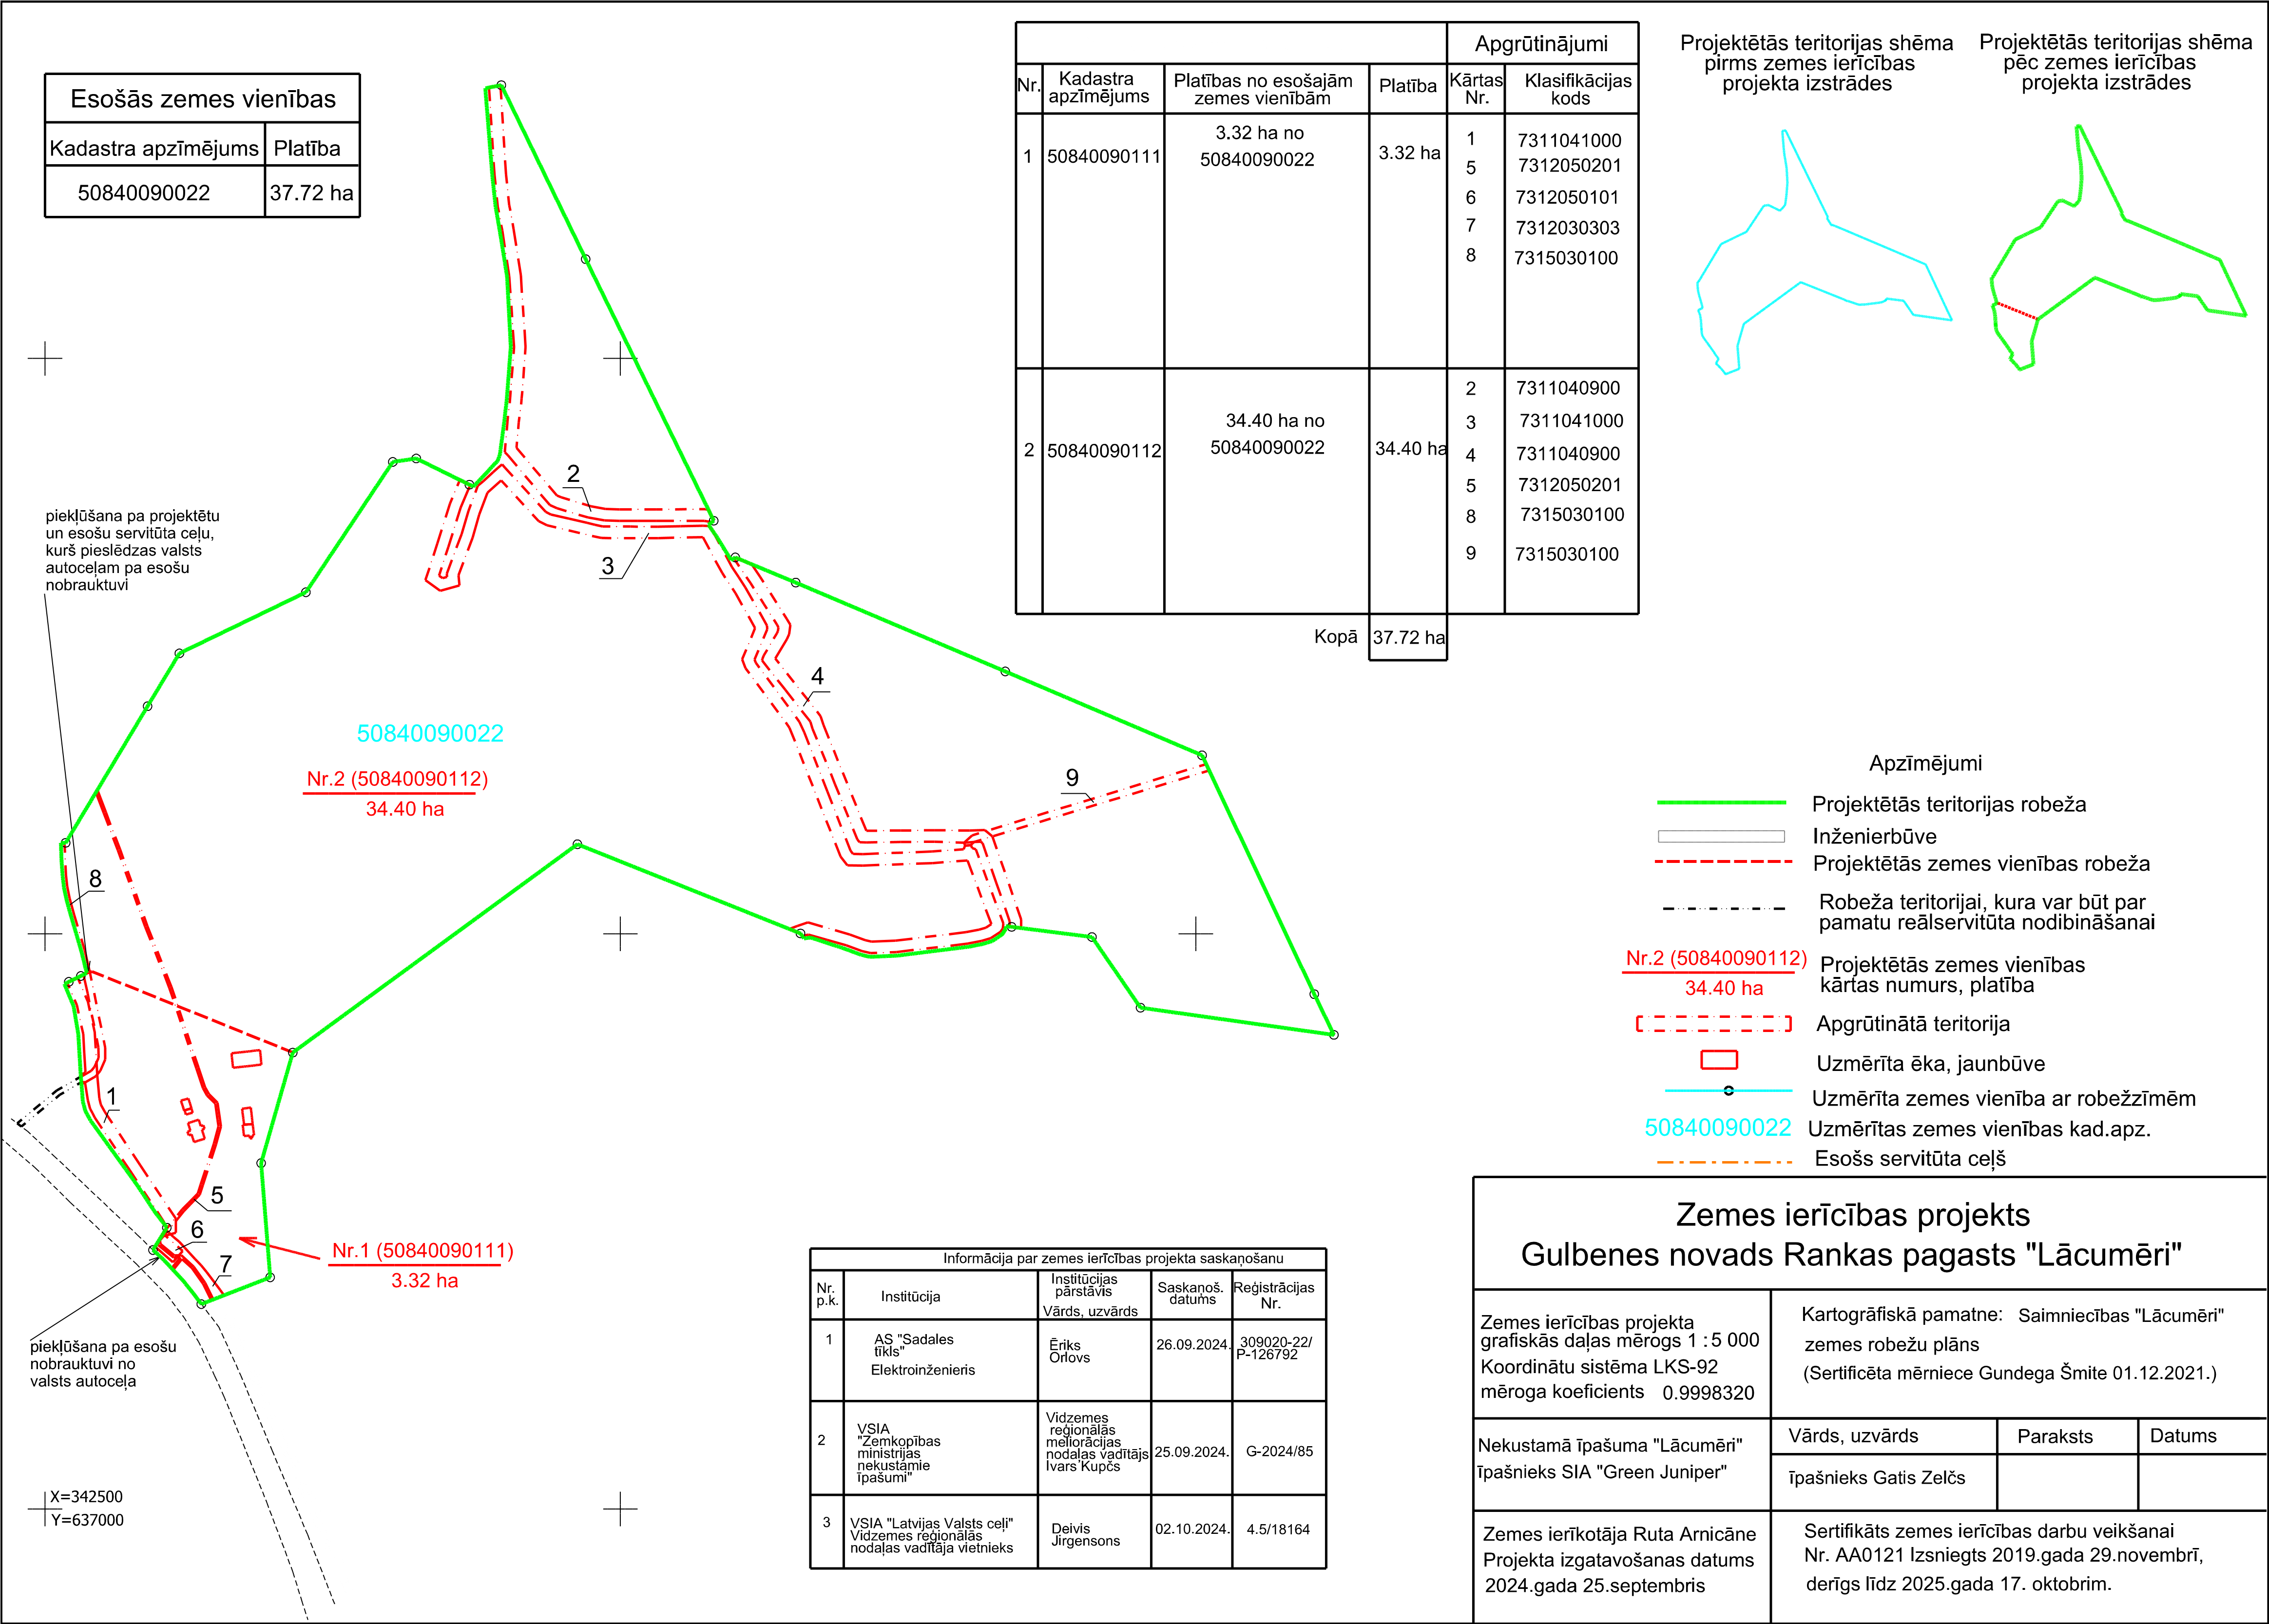 Esošās zemes vienības
Kadastra apzīmējums Platība
50840090022 37.72 ha
Apgrūtinājumi
Nr. Kadastra apzīmējums Platības no esošajām zemes vienībām Platība Kārtas Nr. Klasifikācijas kods
1 50840090111 3.32 ha no 50840090022 3.32 ha
1 7311041000
5 7312050201
6 7312050101
7 7312030303
8 7315030100
2 50840090112 34.40 ha no 50840090022 34.40 ha
2 7311040900
3 7311041000
4 7311040900
5 7312050201
8 7315030100
9 7315030100
Kopā 37.72 ha
Projektētās teritorijas shēma
pirms zemes ierīcības
projekta izstrādes
Projektētās teritorijas shēma
pēc zemes ierīcības
projekta izstrādes
piekļūšana pa projektētu
un esošu servitūta ceļu,
kurš pieslēdzas valsts
autoceļam pa esošu
nobrauktuvi
2
3
4
9
50840090022
Nr.2 (50840090112)
34.40 ha
8
1
5
6
7
Nr.1 (50840090111)
3.32 ha
piekļūšana pa esošu
nobrauktuvi no
valsts autoceļa
X=342500
Y=637000
Apzīmējumi
Projektētās teritorijas robeža
Inženierbūve
Projektētās zemes vienības robeža
Robeža teritorijai, kura var būt par
pamatu reālservitūta nodibināšanai
Nr.2 (50840090112)
34.40 ha
Projektētās zemes vienības
kārtas numurs, platība
Apgrūtinātā teritorija
Uzmērīta ēka, jaunbūve
Uzmērīta zemes vienība ar robežzīmēm
50840090022 Uzmērītas zemes vienības kad.apz.
Esošs servitūta ceļš
Informācija par zemes ierīcības projekta saskaņošanu
Nr. p.k. Institūcija Institūcijas pārstāvis Vārds, uzvārds Saskaņoš. datums Reģistrācijas Nr.
1 AS "Sadales tīkls" Elektroinženieris Ēriks Orlovs 26.09.2024. 309020-22/ P-126792
2 VSIA "Zemkopības ministrijas nekustamie īpašumi" Vidzemes reģionālās meliorācijas nodaļas vadītājs Ivars Kupčs 25.09.2024. G-2024/85
3 VSIA "Latvijas Valsts ceļi" Vidzemes reģionālās nodaļas vadītāja vietnieks Deivis Jirgensons 02.10.2024. 4.5/18164
Zemes ierīcības projekts
Gulbenes novads Rankas pagasts "Lācumēri"
Zemes ierīcības projekta
grafiskās daļas mērogs 1 : 5 000
Koordinātu sistēma LKS-92
mēroga koeficients 0.9998320
Kartogrāfiskā pamatne: Saimniecības "Lācumēri"
zemes robežu plāns
(Sertificēta mērniece Gundega Šmite 01.12.2021.)
Nekustamā īpašuma "Lācumēri"
īpašnieks SIA "Green Juniper"
Vārds, uzvārds Paraksts Datums
īpašnieks Gatis Zelčs
Zemes ierīkotāja Ruta Arnicāne
Projekta izgatavošanas datums
2024.gada 25.septembris
Sertifikāts zemes ierīcības darbu veikšanai
Nr. AA0121 Izsniegts 2019.gada 29.novembrī,
derīgs līdz 2025.gada 17. oktobrim.